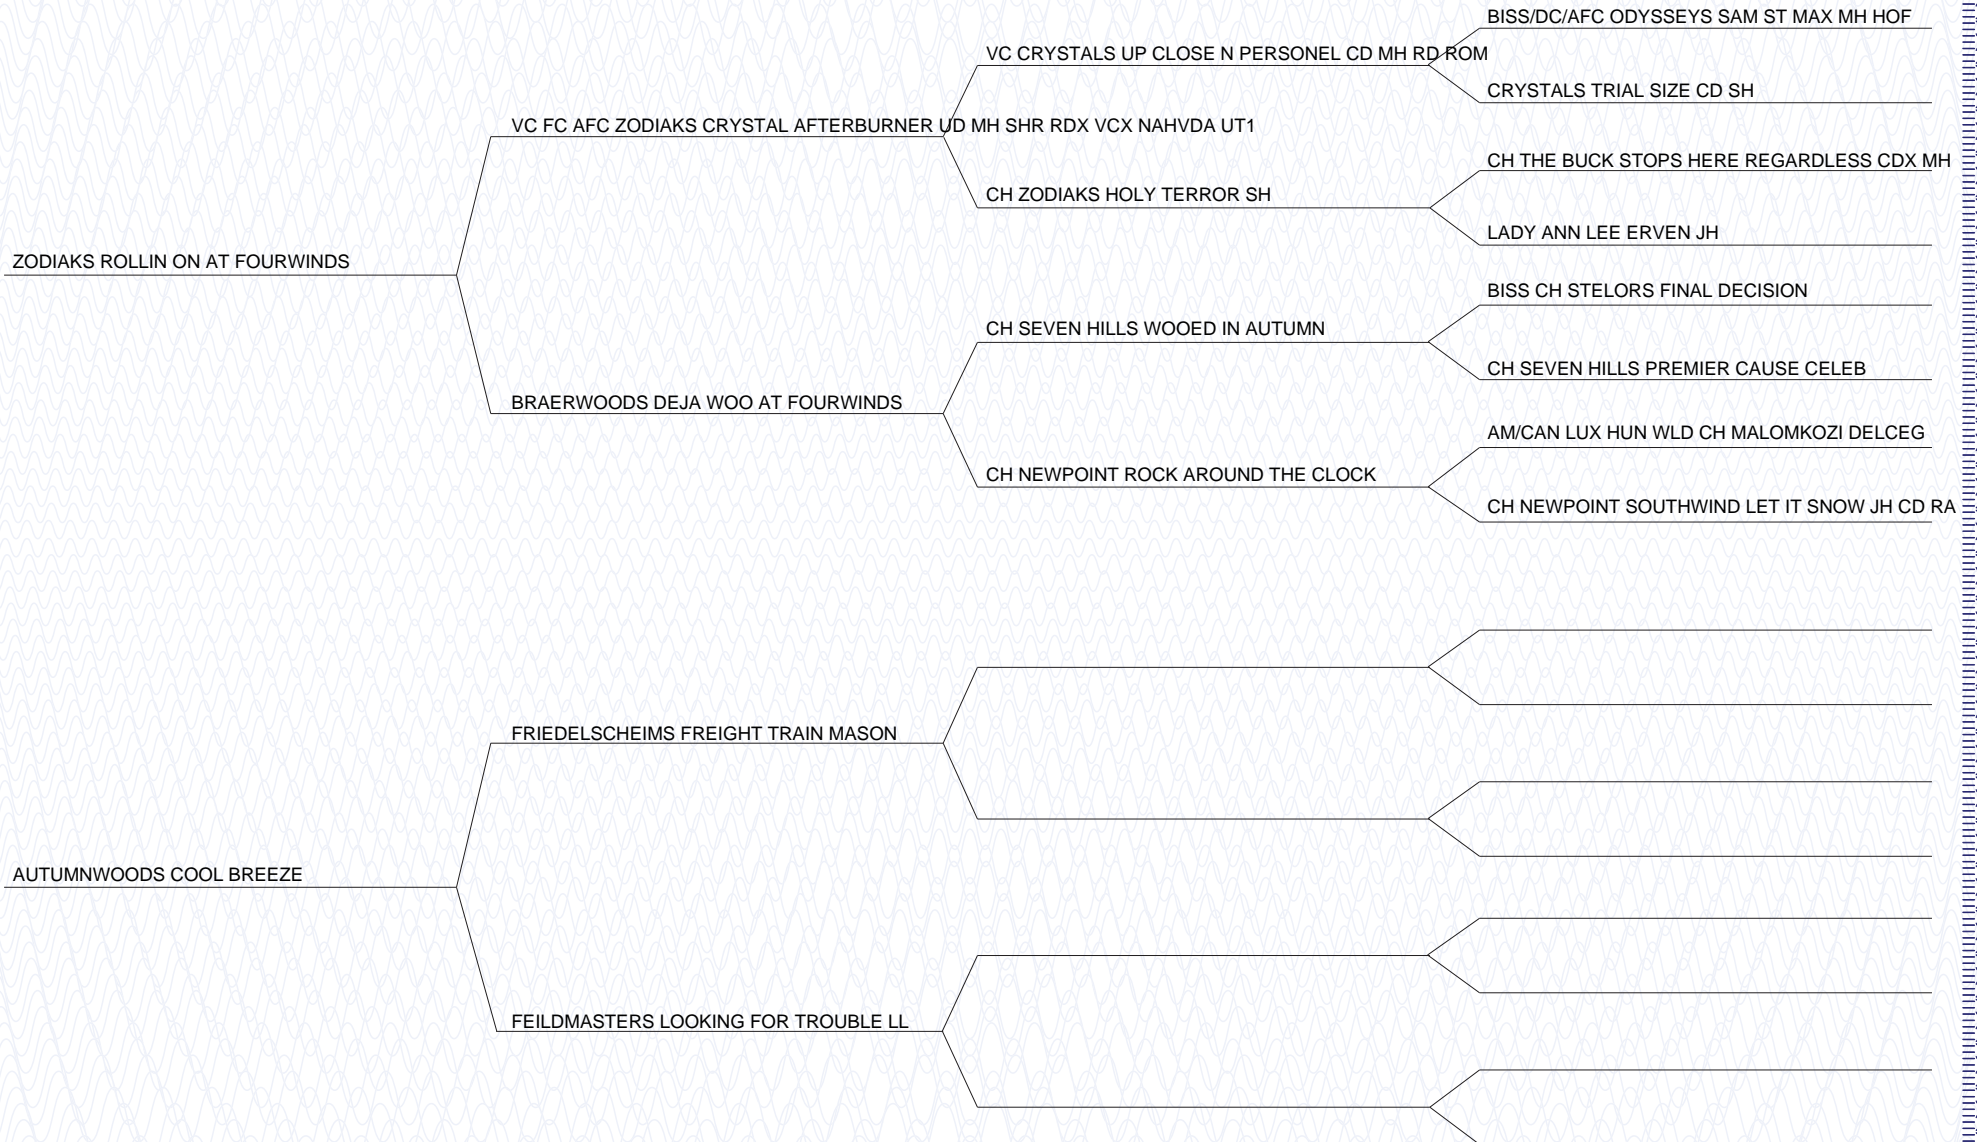 BISS/DC/AFC ODYSSEYS SAM ST MAX MH HOF
VC CRYSTALS UP CLOSE N PERSONEL CD MH RD ROM
CRYSTALS TRIAL SIZE CD SH
VC FC AFC ZODIAKS CRYSTAL AFTERBURNER UD MH SHR RDX VCX NAHVDA UT1
CH THE BUCK STOPS HERE REGARDLESS CDX MH
CH ZODIAKS HOLY TERROR SH
LADY ANN LEE ERVEN JH
ZODIAKS ROLLIN ON AT FOURWINDS
BISS CH STELORS FINAL DECISION
CH SEVEN HILLS WOOED IN AUTUMN
CH SEVEN HILLS PREMIER CAUSE CELEB
BRAERWOODS DEJA WOO AT FOURWINDS
AM/CAN LUX HUN WLD CH MALOMKOZI DELCEG
CH NEWPOINT ROCK AROUND THE CLOCK
CH NEWPOINT SOUTHWIND LET IT SNOW JH CD RA
FRIEDELSCHEIMS FREIGHT TRAIN MASON
AUTUMNWOODS COOL BREEZE
FEILDMASTERS LOOKING FOR TROUBLE LL